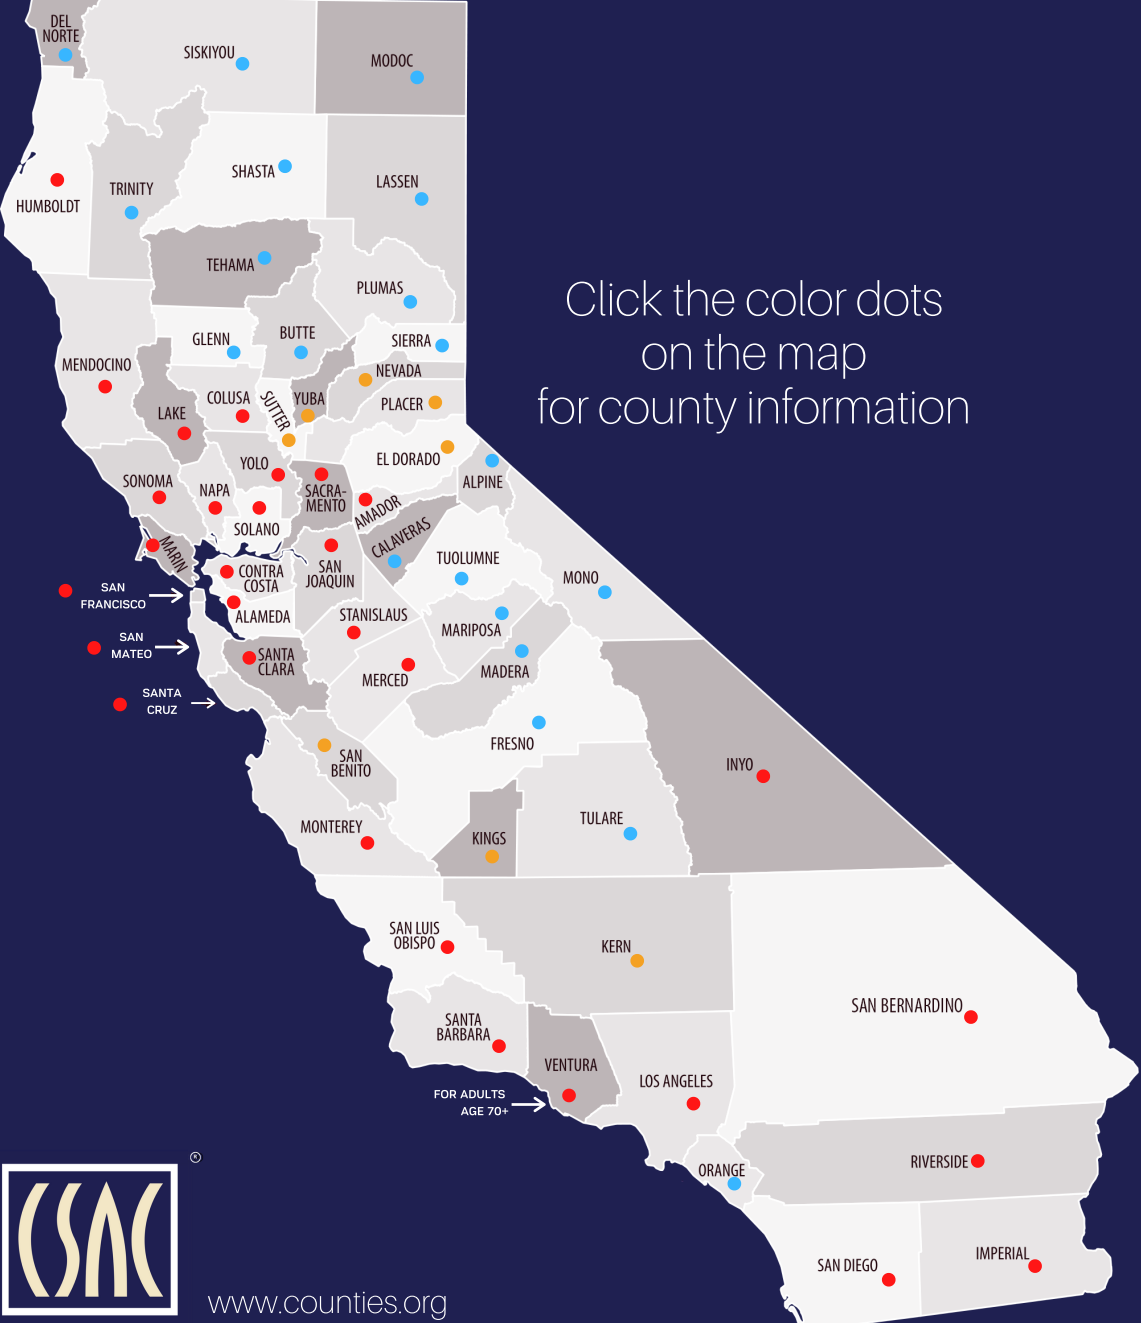 DEL
NORTE
SISKIYOU
MODOC
SHASTA
LASSEN
TRINITY
HUMBOLDT
TEHAMA
PLUMAS
Click the color dots
on the map
for county information
GLENN
BUTTE
SIERRA
MENDOCINO
NEVADA
COLUSA
SUTTER
YUBA
PLACER
LAKE
YOLO
EL DORADO
SONOMA
NAPA
SACRA-
MENTO
ALPINE
AMADOR
SOLANO
CALAVERAS
MARIN
TUOLUMNE
CONTRA
COSTA
SAN
JOAQUIN
MONO
SAN
FRANCISCO
ALAMEDA
STANISLAUS
MARIPOSA
SAN
MATEO
SANTA
CLARA
MERCED
MADERA
SANTA
CRUZ
FRESNO
SAN
BENITO
INYO
MONTEREY
KINGS
TULARE
SAN LUIS
OBISPO
KERN
SAN BERNARDINO
SANTA
BARBARA
VENTURA
LOS ANGELES
FOR ADULTS
AGE 70+
ORANGE
RIVERSIDE
®
CSAC
SAN DIEGO
IMPERIAL
www.counties.org